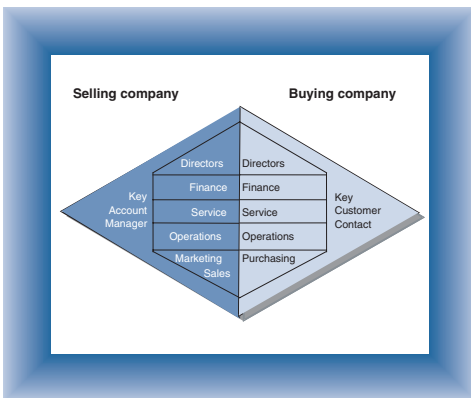 Selling company
Buying company
Directors
Directors
Finance
Finance
Key
Account
Manager
Service
Service
Key
Customer
Contact
Operations
Operations
Marketing
Sales
Purchasing